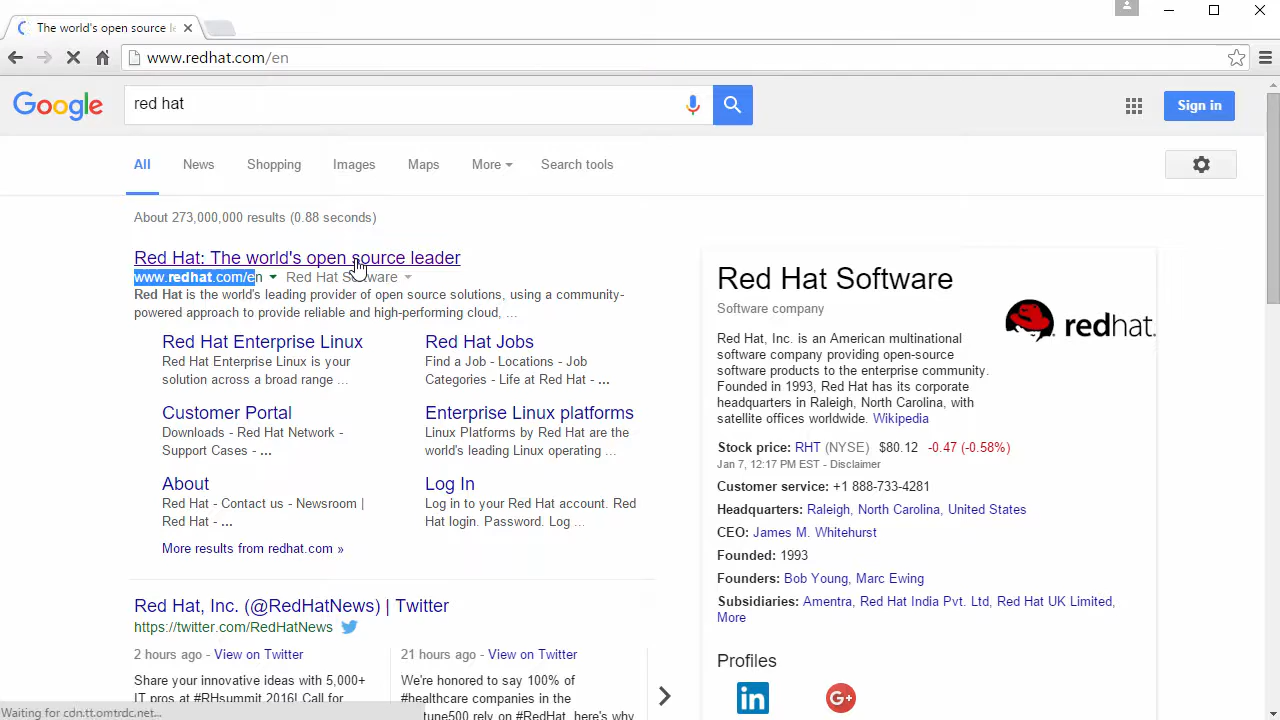 The world's open source le
www.redhat.com/en
Google
red hat
Sign in
All News Shopping Images Maps More Search tools
About 273,000,000 results (0.88 seconds)
Red Hat: The world's open source leader
www.redhat.com/en Red Hat Software
Red Hat is the world's leading provider of open source solutions, using a community-
powered approach to provide reliable and high-performing cloud, ...
Red Hat Enterprise Linux
Red Hat Enterprise Linux is your
solution across a broad range ...
Red Hat Jobs
Find a Job - Locations - Job
Categories - Life at Red Hat - ...
Customer Portal
Downloads - Red Hat Network -
Support Cases - ...
Enterprise Linux platforms
Linux Platforms by Red Hat are the
world's leading Linux operating ...
About
Red Hat - Contact us - Newsroom |
Red Hat - ...
Log In
Log in to your Red Hat account. Red
Hat login. Password. Log ...
More results from redhat.com »
Red Hat, Inc. (@RedHatNews) | Twitter
https://twitter.com/RedHatNews
2 hours ago - View on Twitter
Share your innovative ideas with 5,000+
IT pros at #RHsummit 2016! Call for
21 hours ago - View on Twitter
We're honored to say 100% of
#healthcare companies in the
tune500 rely on #RedHat, here's why
Red Hat Software
Software company
redhat.
Red Hat, Inc. is an American multinational
software company providing open-source
software products to the enterprise community.
Founded in 1993, Red Hat has its corporate
headquarters in Raleigh, North Carolina, with
satellite offices worldwide. Wikipedia
Stock price: RHT (NYSE) $80.12 -0.47 (-0.58%)
Jan 7, 12:17 PM EST - Disclaimer
Customer service: +1 888-733-4281
Headquarters: Raleigh, North Carolina, United States
CEO: James M. Whitehurst
Founded: 1993
Founders: Bob Young, Marc Ewing
Subsidiaries: Amentra, Red Hat India Pvt. Ltd, Red Hat UK Limited,
More
Profiles
in
G+
Waiting for cdn.tt.omtrdc.net...